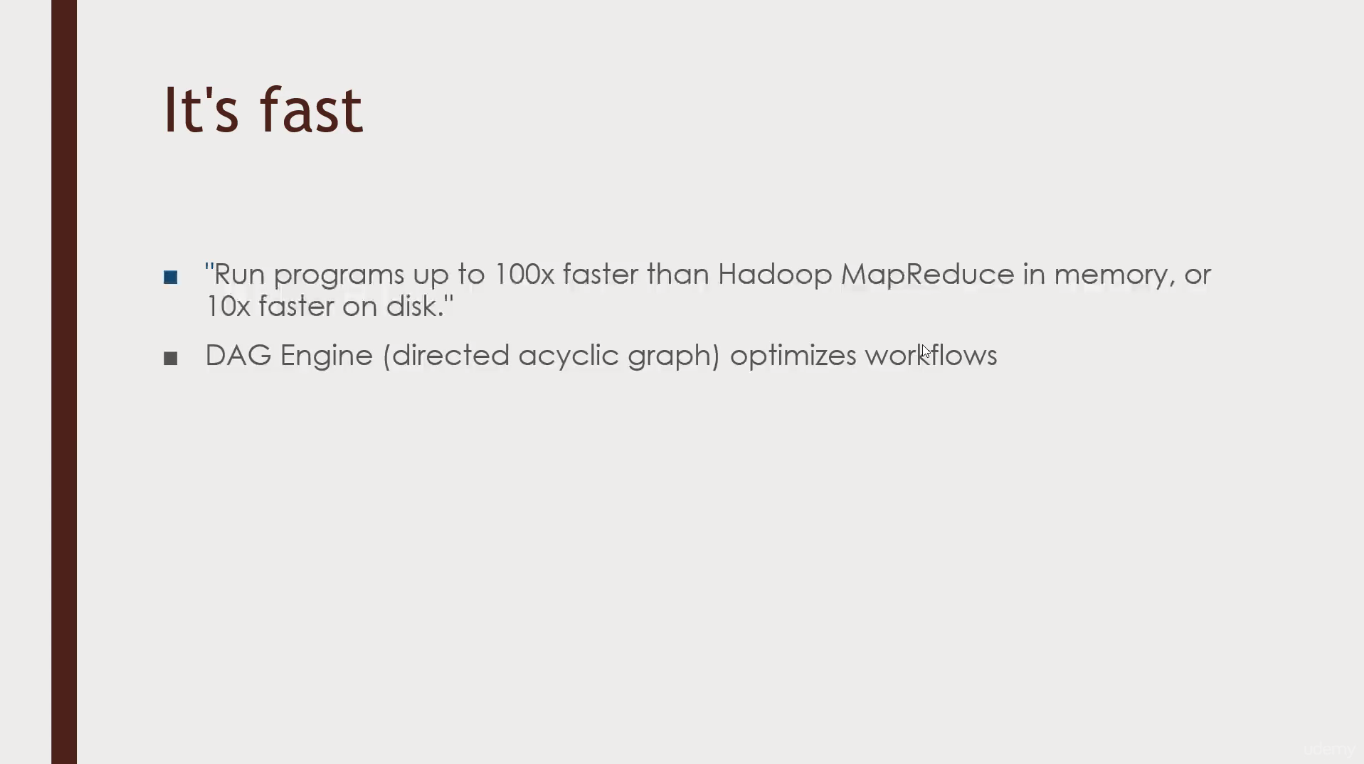 It's fast
"Run programs up to 100x faster than Hadoop MapReduce in memory, or
10x faster on disk."
DAG Engine (directed acyclic graph) optimizes workflows
udemy